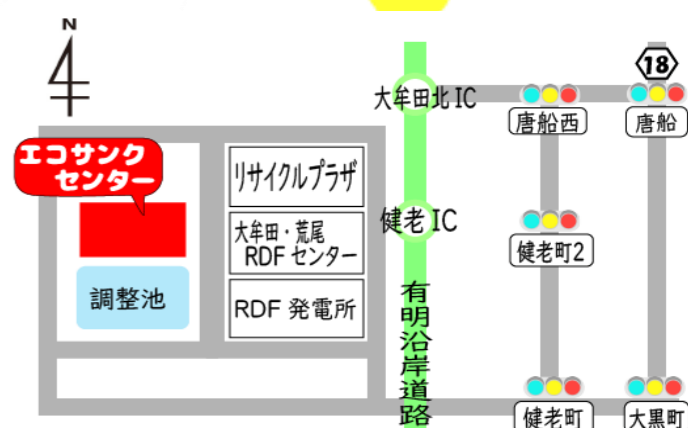 N
18
大牟田北IC
唐船西
唐船
エコサンク
センター
リサイクルプラザ
大牟田・荒尾
RDFセンター
健老IC
健老町2
調整池
RDF 発電所
有明沿岸道路
健老町
大黒町